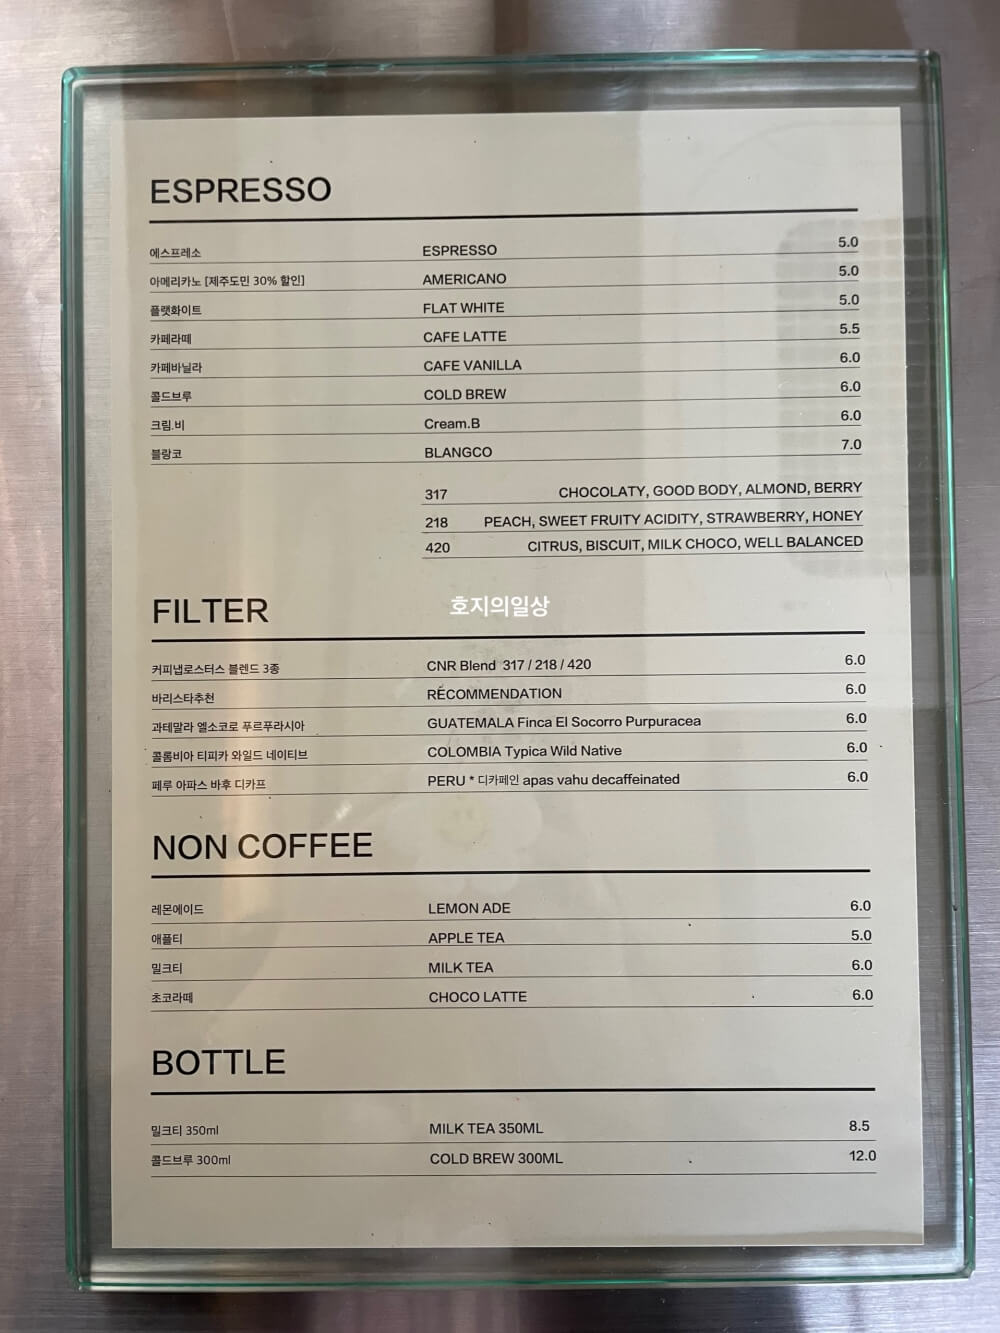 ESPRESSO
에스프레소 ESPRESSO 5.0
아메리카노 [제주도민 30% 할인] AMERICANO 5.0
플랫화이트 FLAT WHITE 5.0
카페라떼 CAFE LATTE 5.5
카페바닐라 CAFE VANILLA 6.0
콜드브루 COLD BREW 6.0
크림.비 Cream.B 6.0
블랑코 BLANGCO 7.0
317 CHOCOLATY, GOOD BODY, ALMOND, BERRY
218 PEACH, SWEET FRUITY ACIDITY, STRAWBERRY, HONEY
420 CITRUS, BISCUIT, MILK CHOCO, WELL BALANCED
호지의일상
FILTER
커피냅로스터스 블렌드 3종 CNR Blend 317 / 218 / 420 6.0
바리스타추천 RECOMMENDATION 6.0
과테말라 엘소코로 푸르푸라시아 GUATEMALA Finca El Socorro Purpuracea 6.0
콜롬비아 티피카 와일드 네이티브 COLOMBIA Typica Wild Native 6.0
페루 아파스 바후 디카프 PERU * 디카페인 apas vahu decaffeinated 6.0
NON COFFEE
레몬에이드 LEMON ADE 6.0
애플티 APPLE TEA 5.0
밀크티 MILK TEA 6.0
초코라떼 CHOCO LATTE 6.0
BOTTLE
밀크티 350ml MILK TEA 350ML 8.5
콜드브루 300ml COLD BREW 300ML 12.0